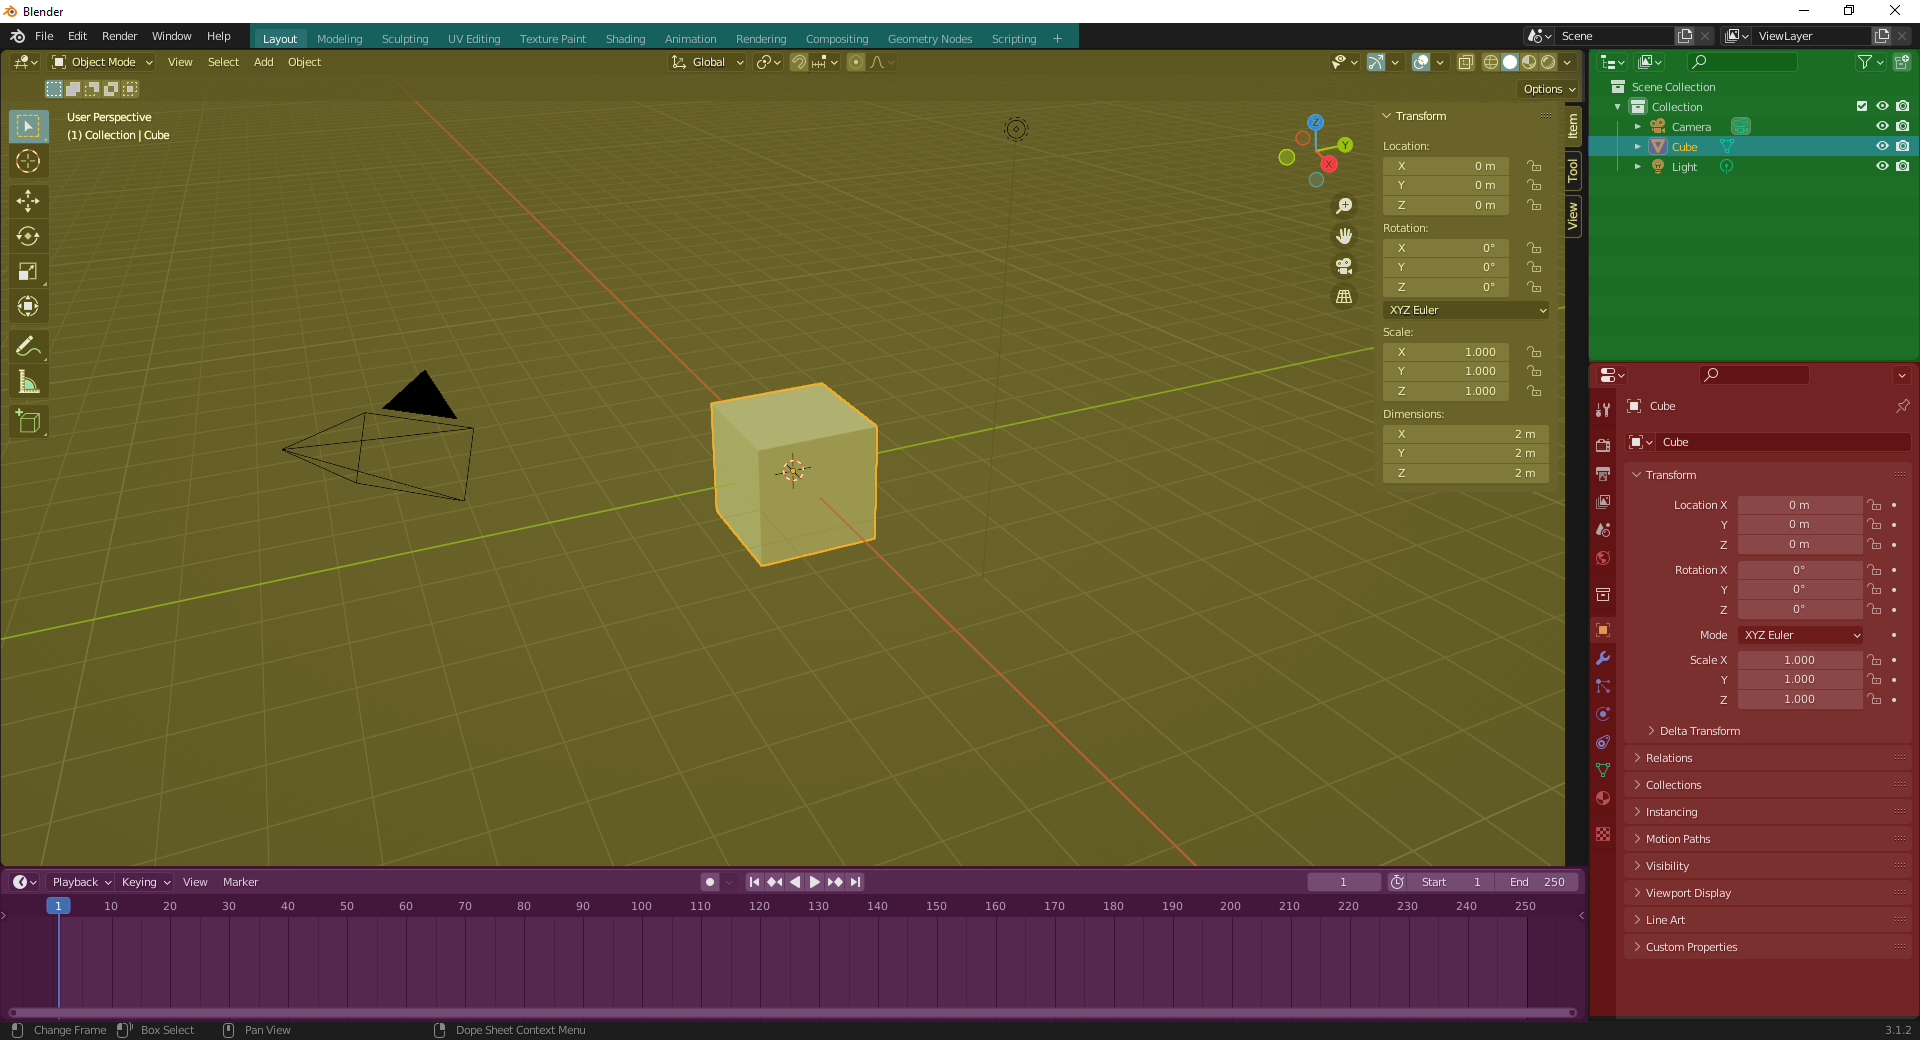 Blender
File Edit Render Window Help
Layout Modeling Sculpting UV Editing Texture Paint Shading Animation Rendering Compositing Geometry Nodes Scripting +
Scene
ViewLayer
Object Mode View Select Add Object
Global
Options
User Perspective
(1) Collection | Cube
Z
Y
X
Transform
Location:
X 0 m
Y 0 m
Z 0 m
Rotation:
X 0°
Y 0°
Z 0°
XYZ Euler
Scale:
X 1.000
Y 1.000
Z 1.000
Dimensions:
X 2 m
Y 2 m
Z 2 m
Item
Tool
View
Scene Collection
Collection
Camera
Cube
Light
Cube
Cube
Transform
Location X 0 m
Y 0 m
Z 0 m
Rotation X 0°
Y 0°
Z 0°
Mode XYZ Euler
Scale X 1.000
Y 1.000
Z 1.000
Delta Transform
Relations
Collections
Instancing
Motion Paths
Visibility
Viewport Display
Line Art
Custom Properties
Playback Keying View Marker
1 Start 1 End 250
1 10 20 30 40 50 60 70 80 90 100 110 120 130 140 150 160 170 180 190 200 210 220 230 240 250
Change Frame Box Select Pan View Dope Sheet Context Menu
3.1.2